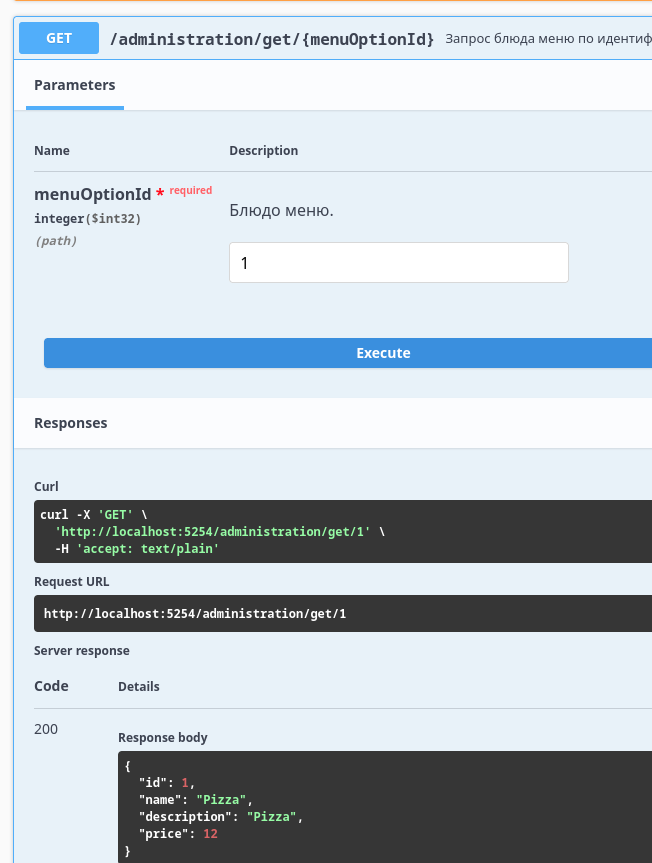 GET /administration/get/{menuOptionId} Запрос блюда меню по
Parameters
Name Description
menuOptionId * required
integer($int32)
(path)
Блюдо меню.
1
Execute
Responses
Curl
curl -X 'GET' \
'http://localhost:5254/administration/get/1' \
-H 'accept: text/plain'
Request URL
http://localhost:5254/administration/get/1
Server response
Code Details
200
Response body
{
"id": 1,
"name": "Pizza",
"description": "Pizza",
"price": 12
}